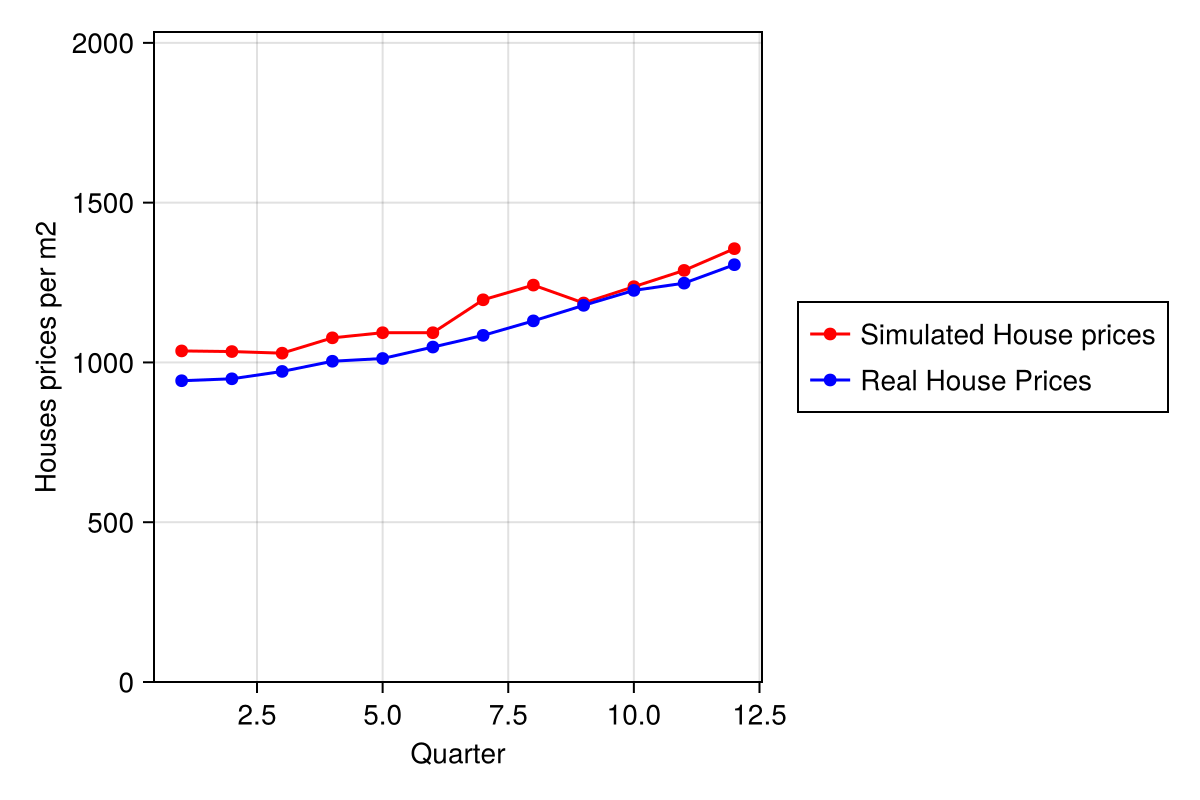 2000
1500
1000
500
0
Houses prices per m2
2.5 5.0 7.5 10.0 12.5
Quarter
Simulated House prices
Real House Prices